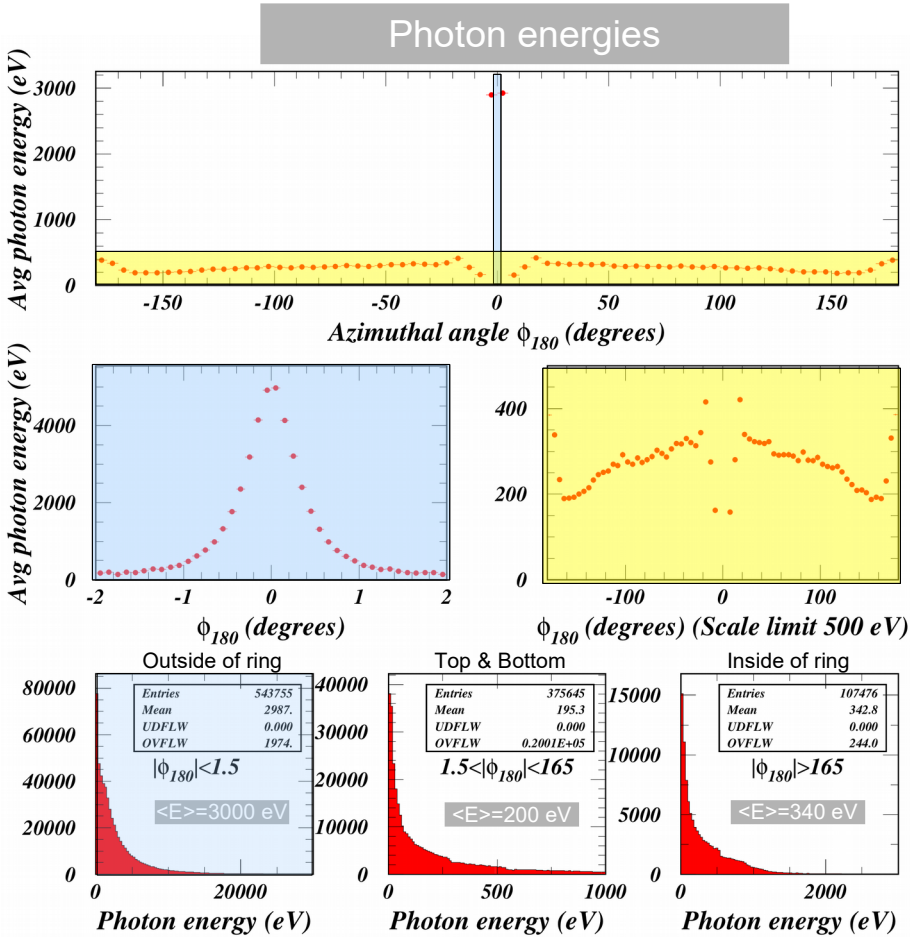 Photon energies
Avg photon energy (eV)
3000
2000
1000
0
-150 -100 -50 0 50 100 150
Azimuthal angle ϕ180 (degrees)
Avg photon energy (eV)
4000
2000
0
-2 -1 0 1 2
ϕ180 (degrees)
400
200
0
-100 0 100
ϕ180 (degrees) (Scale limit 500 eV)
Outside of ring
80000
60000
40000
20000
0
Entries 543755
Mean 2987.
UDFLW 0.000
OVFLW 1974.
|ϕ180|<1.5
<E>=3000 eV
0 20000
Photon energy (eV)
Top & Bottom
40000
30000
20000
10000
0
Entries 375645
Mean 195.3
UDFLW 0.000
OVFLW 0.2001E+05
1.5<|ϕ180|<165
<E>=200 eV
0 500 1000
Photon energy (eV)
Inside of ring
15000
10000
5000
0
Entries 107476
Mean 342.8
UDFLW 0.000
OVFLW 244.0
|ϕ180|>165
<E>=340 eV
0 2000
Photon energy (eV)